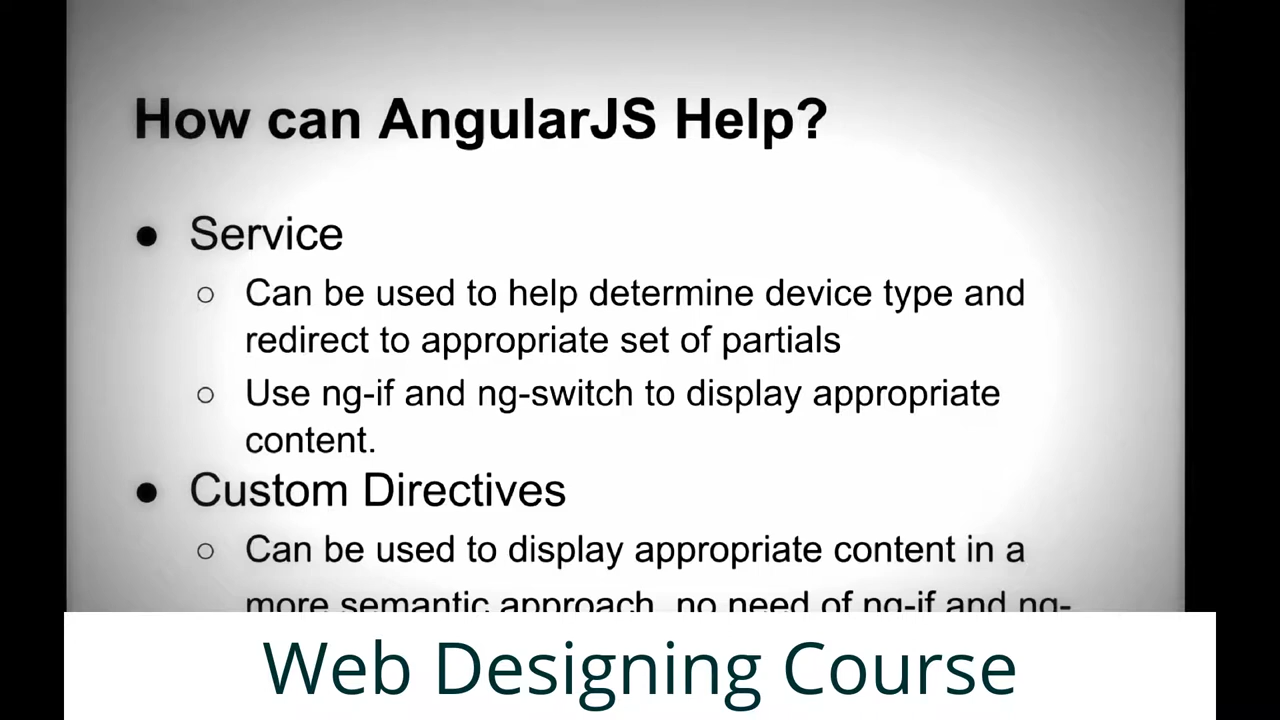 How can AngularJS Help?
● Service
○ Can be used to help determine device type and
redirect to appropriate set of partials
○ Use ng-if and ng-switch to display appropriate
content.
● Custom Directives
○ Can be used to display appropriate content in a
more semantic approach, no need of ng-if and ng-
Web Designing Course